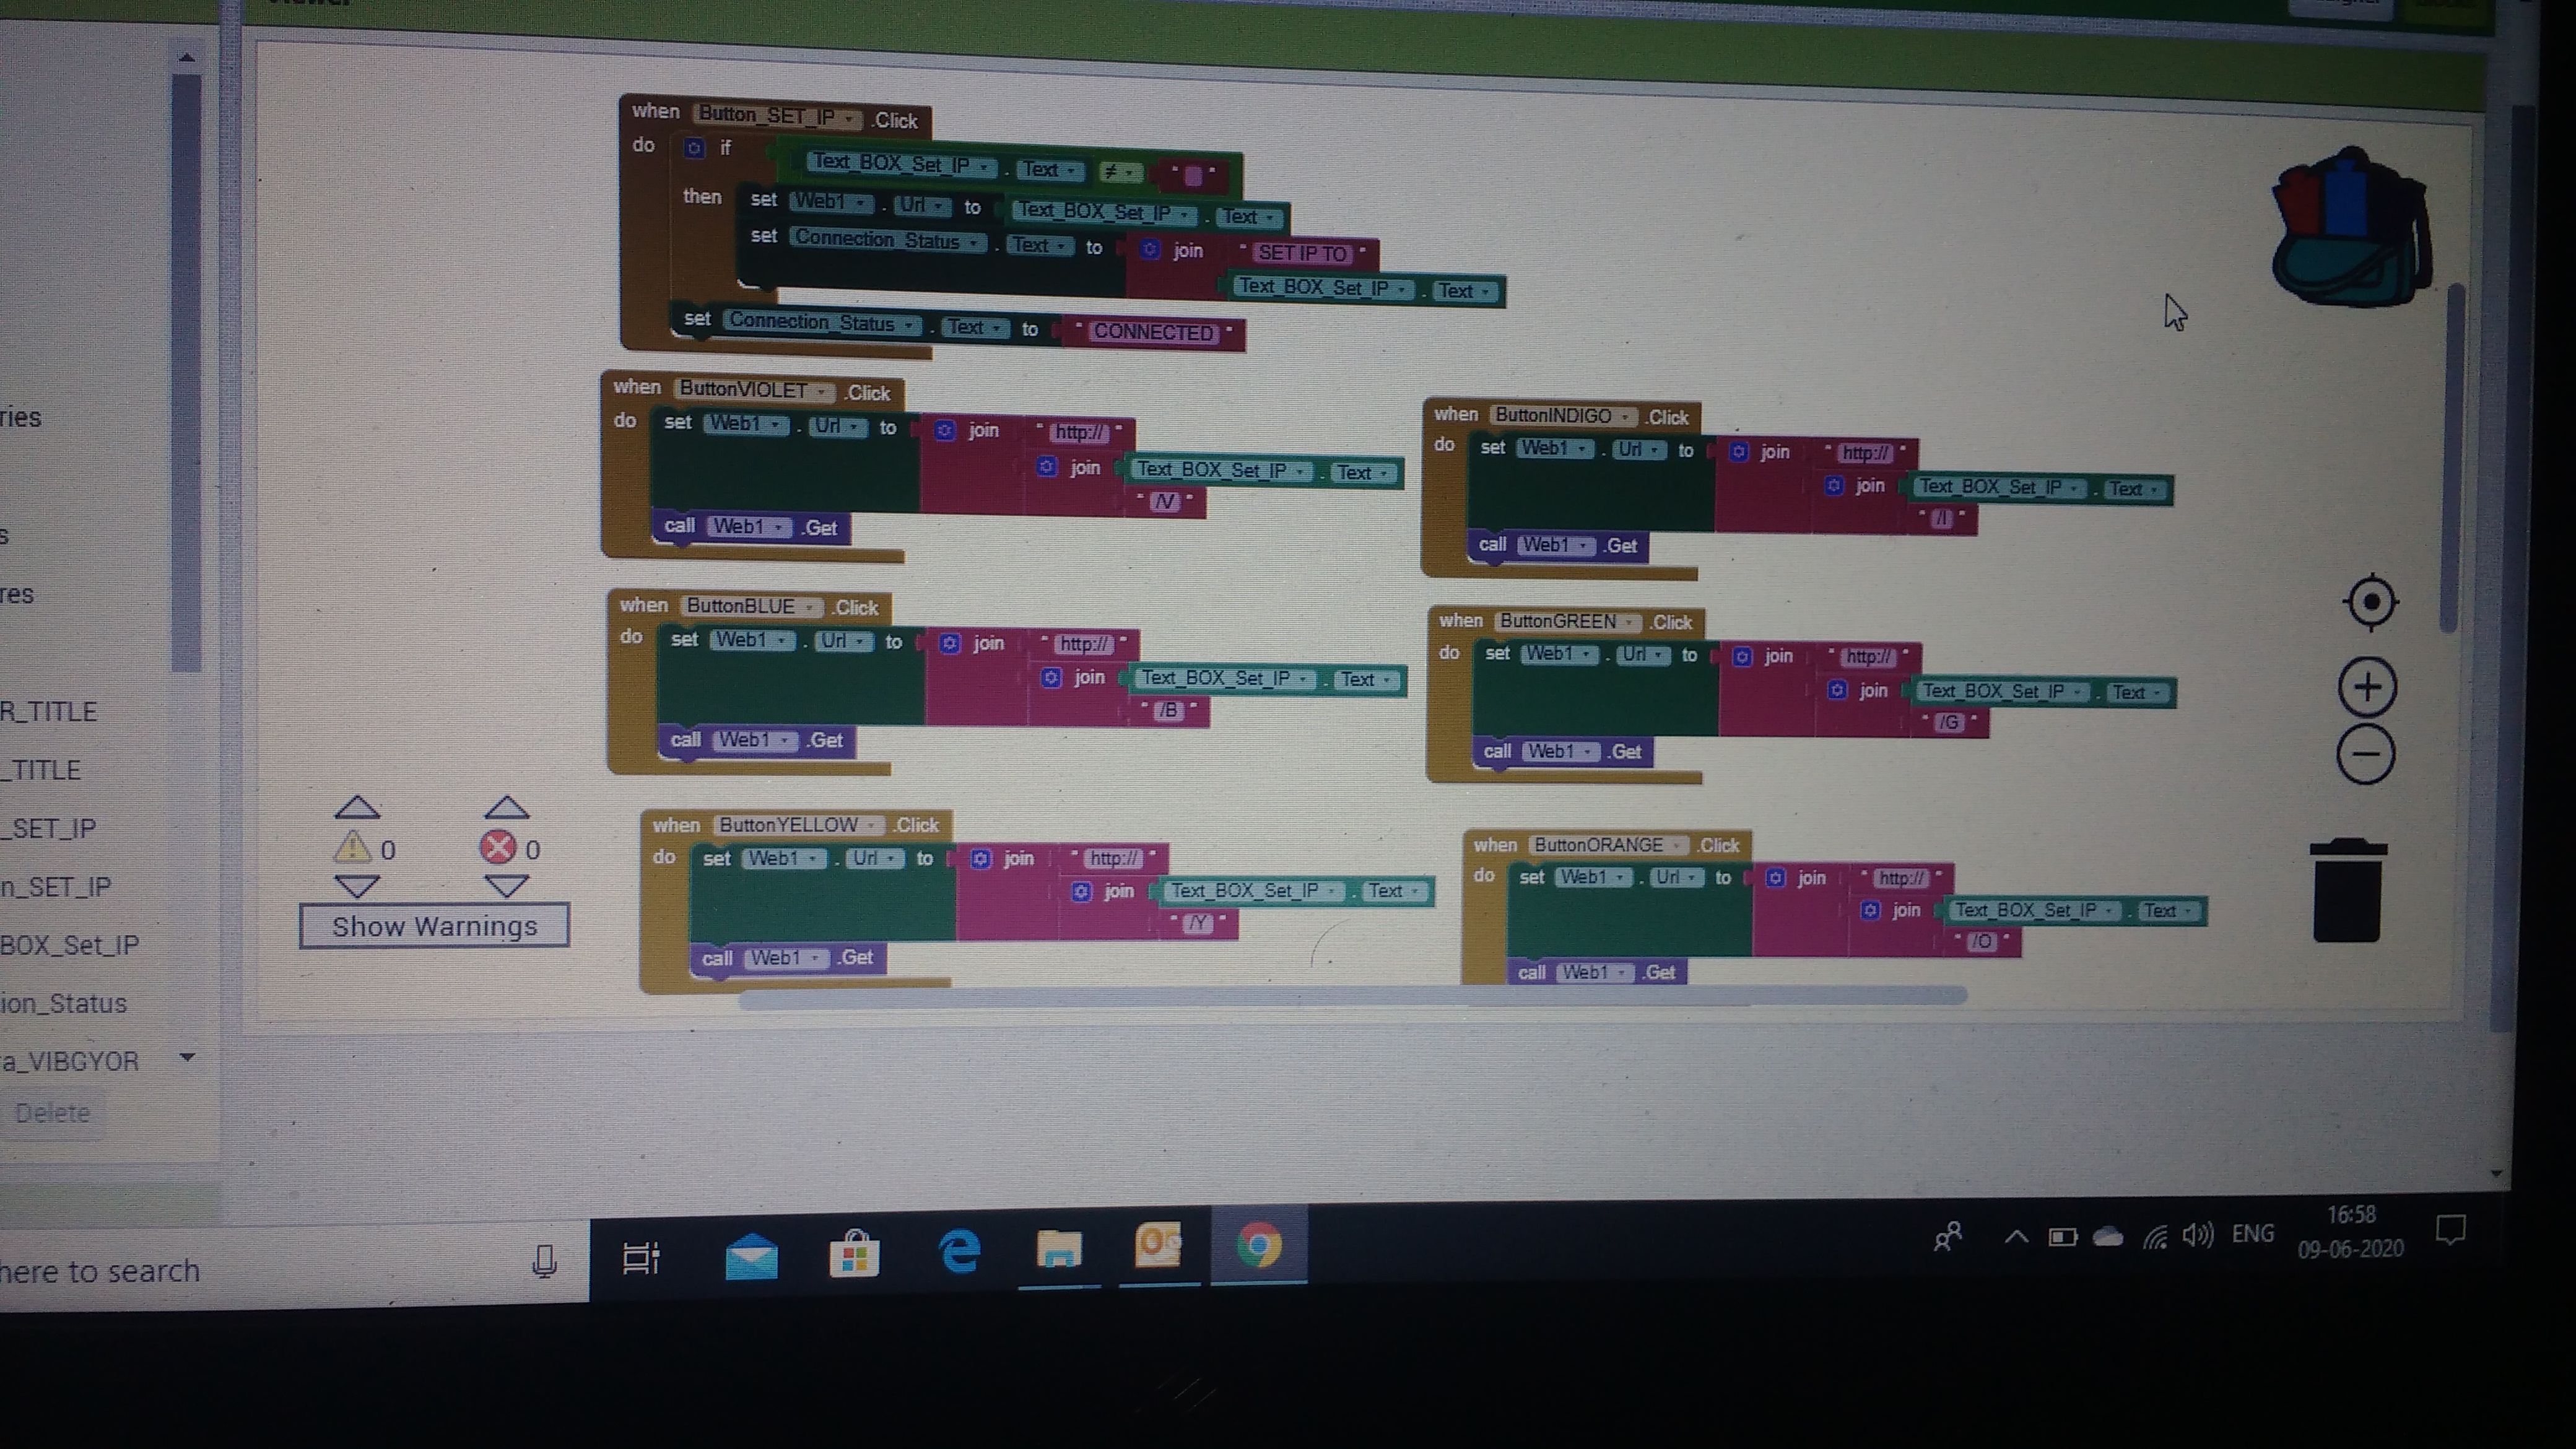 when Button_SET_IP .Click
do if Text_BOX_Set_IP . Text ≠ " "
then set Web1 . Url to Text_BOX_Set_IP . Text
set Connection_Status . Text to join " SET IP TO "
Text_BOX_Set_IP . Text
set Connection_Status . Text to " CONNECTED "
when ButtonVIOLET .Click
do set Web1 . Url to join " http:// "
join Text_BOX_Set_IP . Text
" /V "
call Web1 .Get
when ButtonINDIGO .Click
do set Web1 . Url to join " http:// "
join Text_BOX_Set_IP . Text
" /I "
call Web1 .Get
when ButtonBLUE .Click
do set Web1 . Url to join " http:// "
join Text_BOX_Set_IP . Text
" /B "
call Web1 .Get
when ButtonGREEN .Click
do set Web1 . Url to join " http:// "
join Text_BOX_Set_IP . Text
" /G "
call Web1 .Get
when ButtonYELLOW .Click
do set Web1 . Url to join " http:// "
join Text_BOX_Set_IP . Text
" /Y "
call Web1 .Get
when ButtonORANGE .Click
do set Web1 . Url to join " http:// "
join Text_BOX_Set_IP . Text
" /O "
call Web1 .Get
ries
s
res
R_TITLE
_TITLE
_SET_IP
n_SET_IP
BOX_Set_IP
ion_Status
a_VIBGYOR
Delete
0 0
Show Warnings
here to search
ENG
16:58
09-06-2020